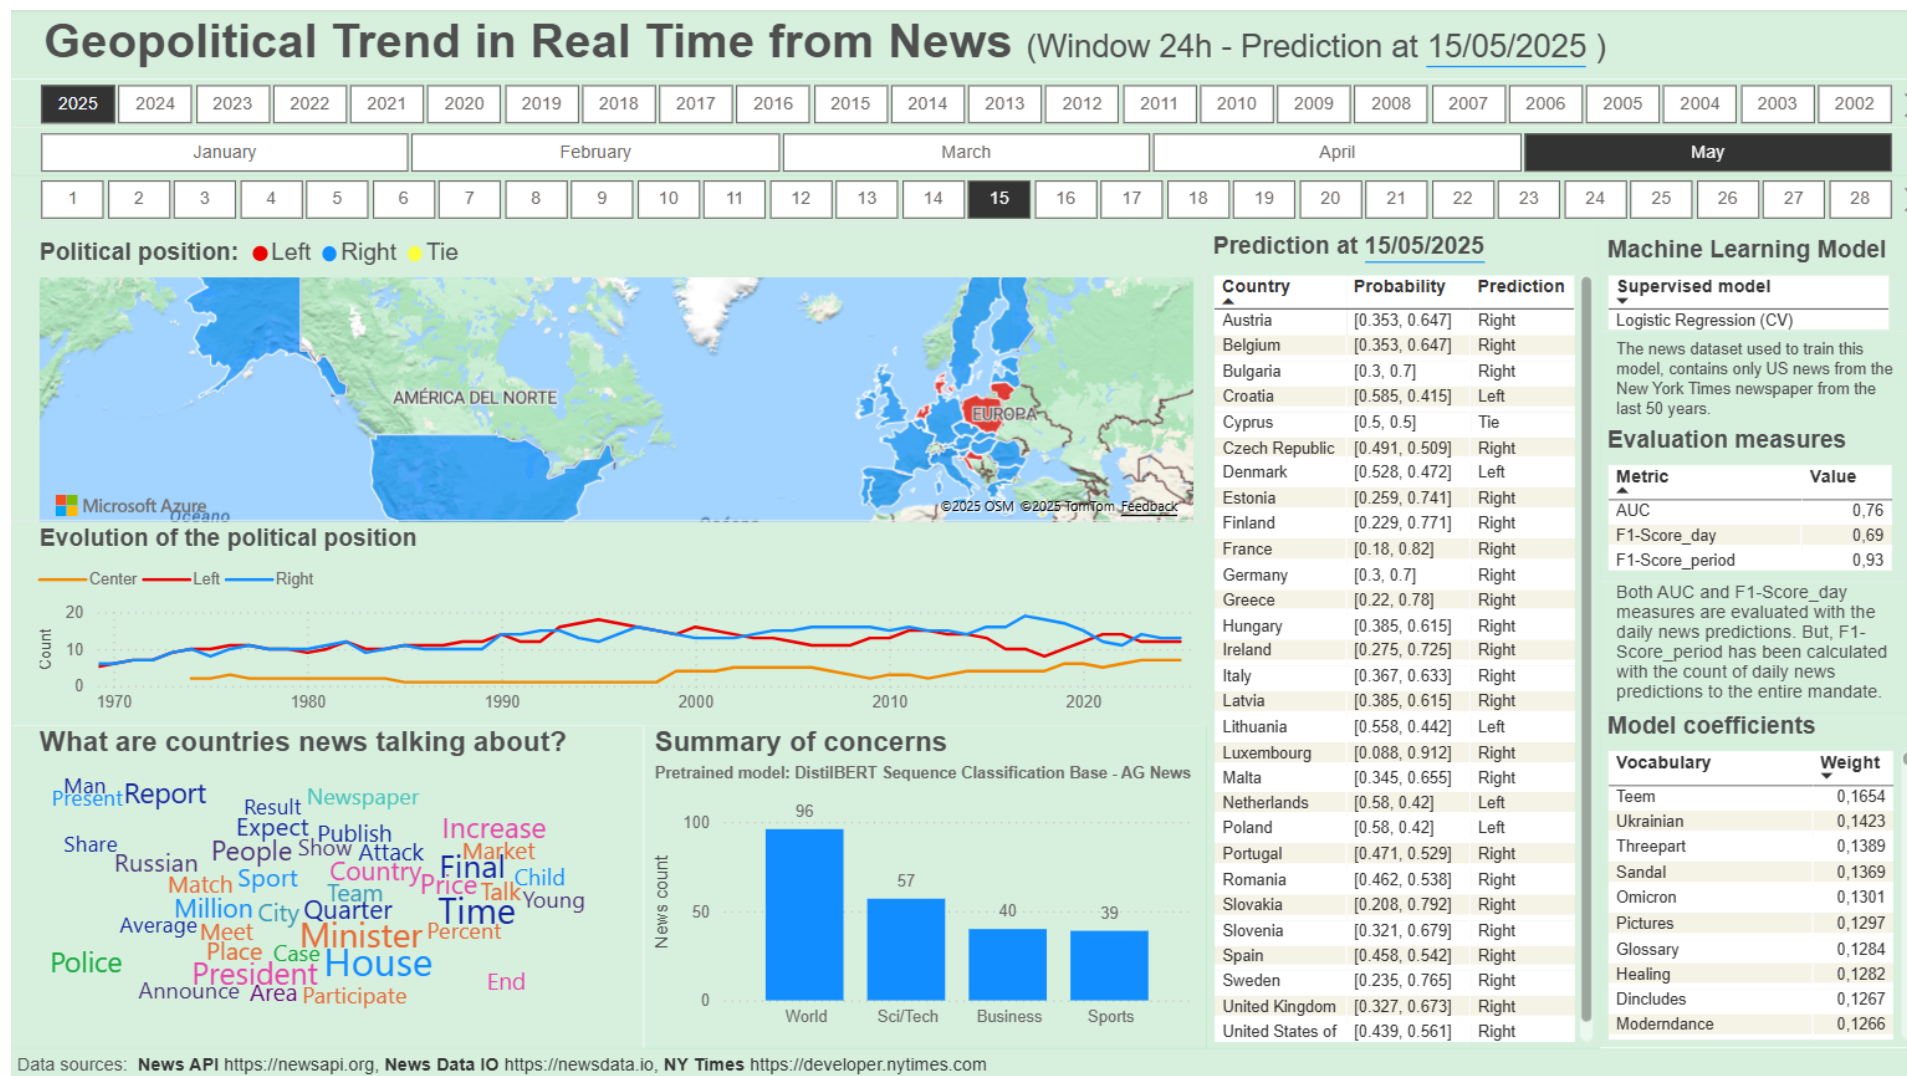 Geopolitical Trend in Real Time from News (Window 24h - Prediction at 15/05/2025 )
2025 2024 2023 2022 2021 2020 2019 2018 2017 2016 2015 2014 2013 2012 2011 2010 2009 2008 2007 2006 2005 2004 2003 2002
January February March April May
1 2 3 4 5 6 7 8 9 10 11 12 13 14 15 16 17 18 19 20 21 22 23 24 25 26 27 28
Political position: Left Right Tie
AMÉRICA DEL NORTE
EUROPA
Microsoft Azure
Océano
Océano
©2025 OSM ©2025 TomTom Feedback
Evolution of the political position
Center Left Right
Count
20
10
0
1970 1980 1990 2000 2010 2020
What are countries news talking about?
Man
Present
Report
Result
Newspaper
Expect
Publish
Increase
Share
People
Show
Attack
Market
Russian
Country
Final
Match
Sport
Price
Talk
Child
Team
Young
Million
City
Quarter
Time
Average
Meet
Minister
Percent
Place
Case
Police
President
House
End
Announce
Area
Participate
Summary of concerns
Pretrained model: DistilBERT Sequence Classification Base - AG News
News count
100
50
0
96
57
40
39
World Sci/Tech Business Sports
Prediction at 15/05/2025
Country Probability Prediction
Austria [0.353, 0.647] Right
Belgium [0.353, 0.647] Right
Bulgaria [0.3, 0.7] Right
Croatia [0.585, 0.415] Left
Cyprus [0.5, 0.5] Tie
Czech Republic [0.491, 0.509] Right
Denmark [0.528, 0.472] Left
Estonia [0.259, 0.741] Right
Finland [0.229, 0.771] Right
France [0.18, 0.82] Right
Germany [0.3, 0.7] Right
Greece [0.22, 0.78] Right
Hungary [0.385, 0.615] Right
Ireland [0.275, 0.725] Right
Italy [0.367, 0.633] Right
Latvia [0.385, 0.615] Right
Lithuania [0.558, 0.442] Left
Luxembourg [0.088, 0.912] Right
Malta [0.345, 0.655] Right
Netherlands [0.58, 0.42] Left
Poland [0.58, 0.42] Left
Portugal [0.471, 0.529] Right
Romania [0.462, 0.538] Right
Slovakia [0.208, 0.792] Right
Slovenia [0.321, 0.679] Right
Spain [0.458, 0.542] Right
Sweden [0.235, 0.765] Right
United Kingdom [0.327, 0.673] Right
United States of [0.439, 0.561] Right
Machine Learning Model
Supervised model
Logistic Regression (CV)
The news dataset used to train this
model, contains only US news from the
New York Times newspaper from the
last 50 years.
Evaluation measures
Metric Value
AUC 0,76
F1-Score_day 0,69
F1-Score_period 0,93
Both AUC and F1-Score_day
measures are evaluated with the
daily news predictions. But, F1-
Score_period has been calculated
with the count of daily news
predictions to the entire mandate.
Model coefficients
Vocabulary Weight
Teem 0,1654
Ukrainian 0,1423
Threepart 0,1389
Sandal 0,1369
Omicron 0,1301
Pictures 0,1297
Glossary 0,1284
Healing 0,1282
Dincludes 0,1267
Moderndance 0,1266
Data sources: News API https://newsapi.org, News Data IO https://newsdata.io, NY Times https://developer.nytimes.com